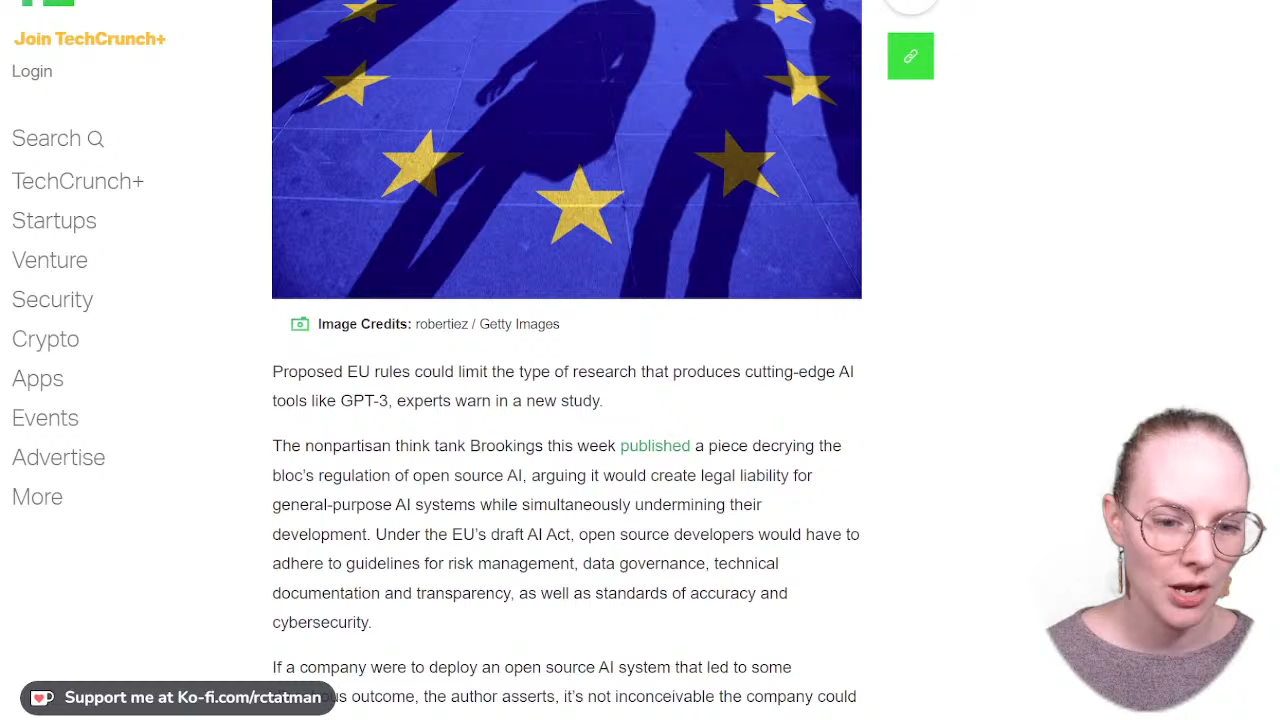 Join TechCrunch+
Login
Search
TechCrunch+
Startups
Venture
Security
Crypto
Apps
Events
Advertise
More
Image Credits: robertiez / Getty Images
Proposed EU rules could limit the type of research that produces cutting-edge AI
tools like GPT-3, experts warn in a new study.
The nonpartisan think tank Brookings this week published a piece decrying the
bloc's regulation of open source AI, arguing it would create legal liability for
general-purpose AI systems while simultaneously undermining their
development. Under the EU's draft AI Act, open source developers would have to
adhere to guidelines for risk management, data governance, technical
documentation and transparency, as well as standards of accuracy and
cybersecurity.
If a company were to deploy an open source AI system that led to some
outcome, the author asserts, it's not inconceivable the company could
Support me at Ko-fi.com/rctatman